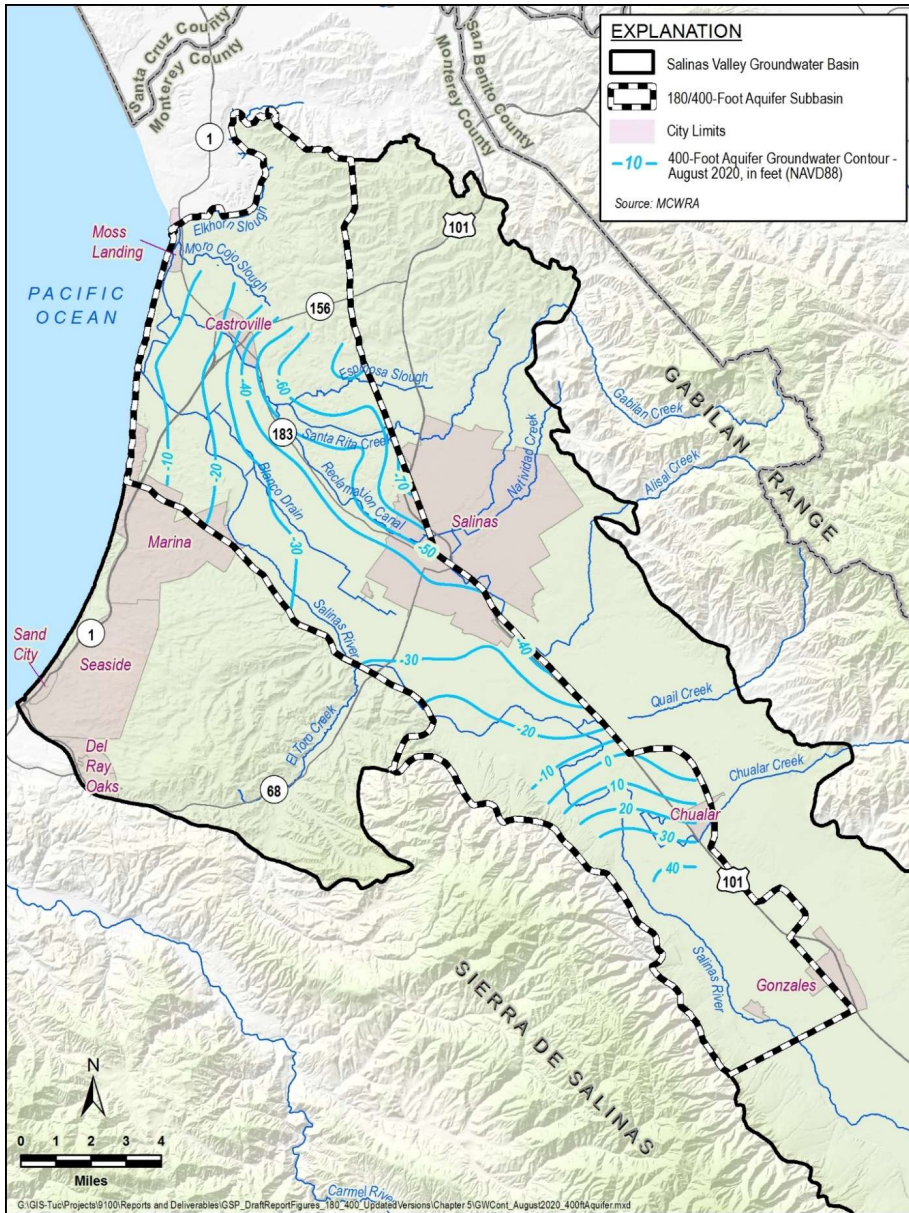 EXPLANATION
Salinas Valley Groundwater Basin
180/400-Foot Aquifer Subbasin
City Limits
-10
400-Foot Aquifer Groundwater Contour -
August 2020, in feet (NAVD88)
Source: MCWRA
Santa Cruz County
Monterey County
San Benito County
Monterey County
1
101
Elkhorn Slough
Moss
Landing
Moro Cojo Slough
PACIFIC
OCEAN
156
Castroville
-40
-60
Espinosa Slough
Gabilan Creek
GABILAN
RANGE
183
Santa Rita Creek
Natividad Creek
Alisal Creek
-10
-20
-70
Blanco Drain
Reclamation Canal
Salinas
Marina
-30
-50
Salinas River
Sand
City
1
Seaside
-30
-40
Quail Creek
-20
El Toro Creek
Del
Ray
Oaks
68
-10
0
10
20
30
40
Chualar Creek
Chualar
101
Salinas River
Gonzales
SIERRA DE SALINAS
N
0 1 2 3 4
Miles
Carmel River
G:\GIS-Tuc\Projects\9100\Reports and Deliverables\GSP_DraftReportFigures_180_400_UpdatedVersions\Chapter 5\GWCont_August2020_400ftAquifer.mxd